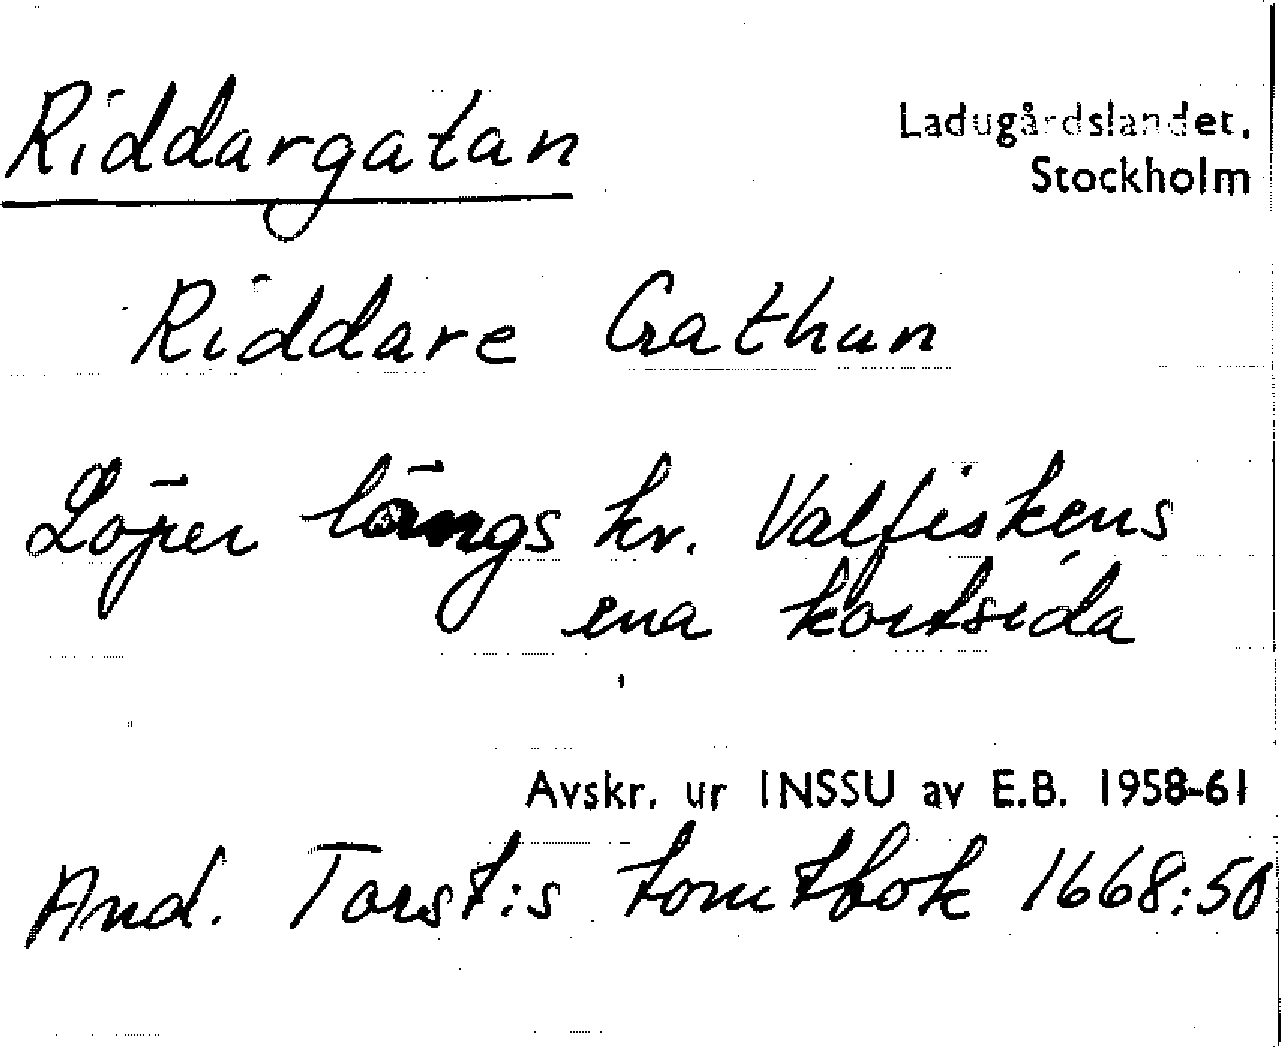 Riddargatan
Ladugårdslandet.
Stockholm
Riddare Gathun
Löper längs kv. Valfiskens
ena kortsida
Avskr. ur INSSU av E.B. 1958-61
And. Torst:s tomtbok 1668:50